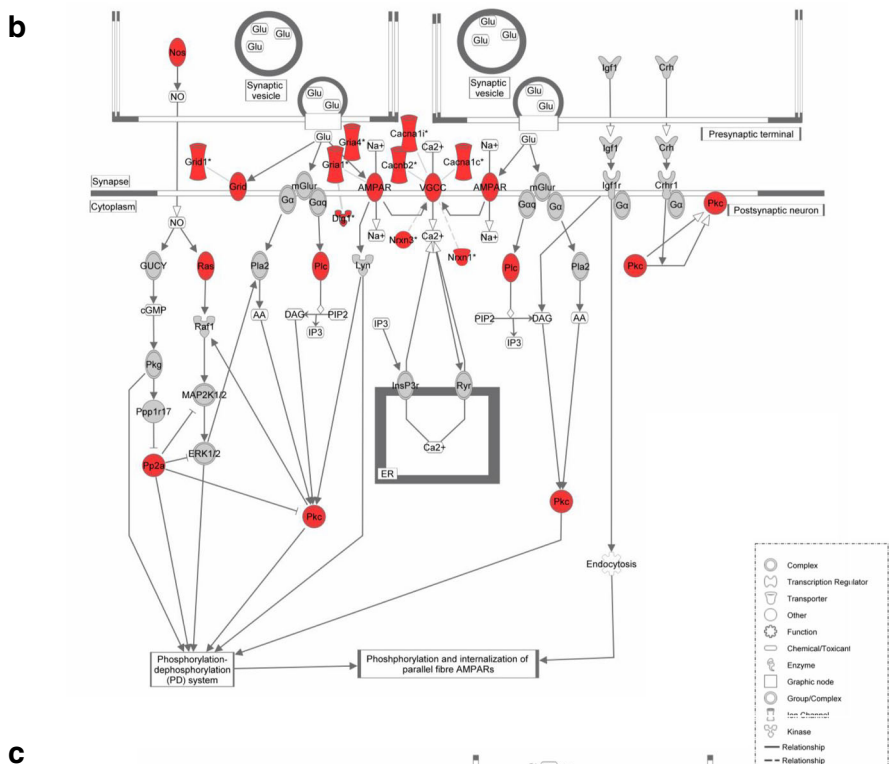 b
Nos
NO
Glu
Glu
Glu
Synaptic
vesicle
Glu
Glu
Glu
Glu
Glu
Glu
Synaptic
vesicle
Glu
Glu
Glu
Igf1
Crh
Presynaptic terminal
Gria4*
Gria1*
Grid1*
Grid
Dlg1*
Cacna1i*
Cacnb2*
Cacna1c*
Na+
Ca2+
Na+
Igf1
Crh
Synapse
Cytoplasm
mGlur
Gα
Gαq
AMPAR
VGCC
AMPAR
mGlur
Gαq
Gα
Igf1r
Gα
Crhr1
Gα
Pkc
Postsynaptic neuron
NO
Na+
Nrxn3*
Ca2+
Nrxn1*
Na+
GUCY
Ras
Pla2
Plc
Lyn
Plc
Pla2
Pkc
cGMP
Raf1
AA
DAG
PIP2
IP3
IP3
PIP2
DAG
AA
IP3
Pkg
Ppp1r17
MAP2K1/2
InsP3r
Ryr
Ca2+
ER
Pp2a
ERK1/2
Pkc
Pkc
Endocytosis
Phosphorylation-
dephosphorylation
(PD) system
Phoshphorylation and internalization of
parallel fibre AMPARs
Complex
Transcription Regulator
Transporter
Other
Function
Chemical/Toxicant
Enzyme
Graphic node
Group/Complex
Ion Channel
Kinase
Relationship
Relationship
c